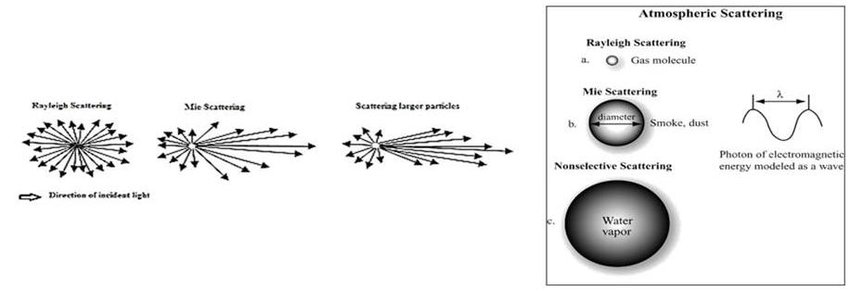 Rayleigh Scattering
Mie Scattering
Scattering larger particles
Direction of incident light
Atmospheric Scattering
Rayleigh Scattering
a.
Gas molecule
Mie Scattering
b.
diameter
Smoke, dust
λ
Photon of electromagnetic
energy modeled as a wave
Nonselective Scattering
c.
Water
vapor